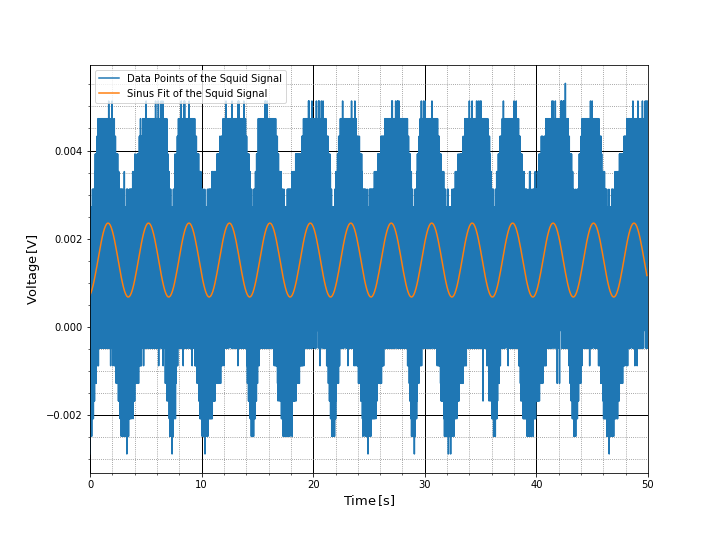 Data Points of the Squid Signal
Sinus Fit of the Squid Signal
0.004
0.002
0.000
−0.002
Voltage [V]
0 10 20 30 40 50
Time [s]